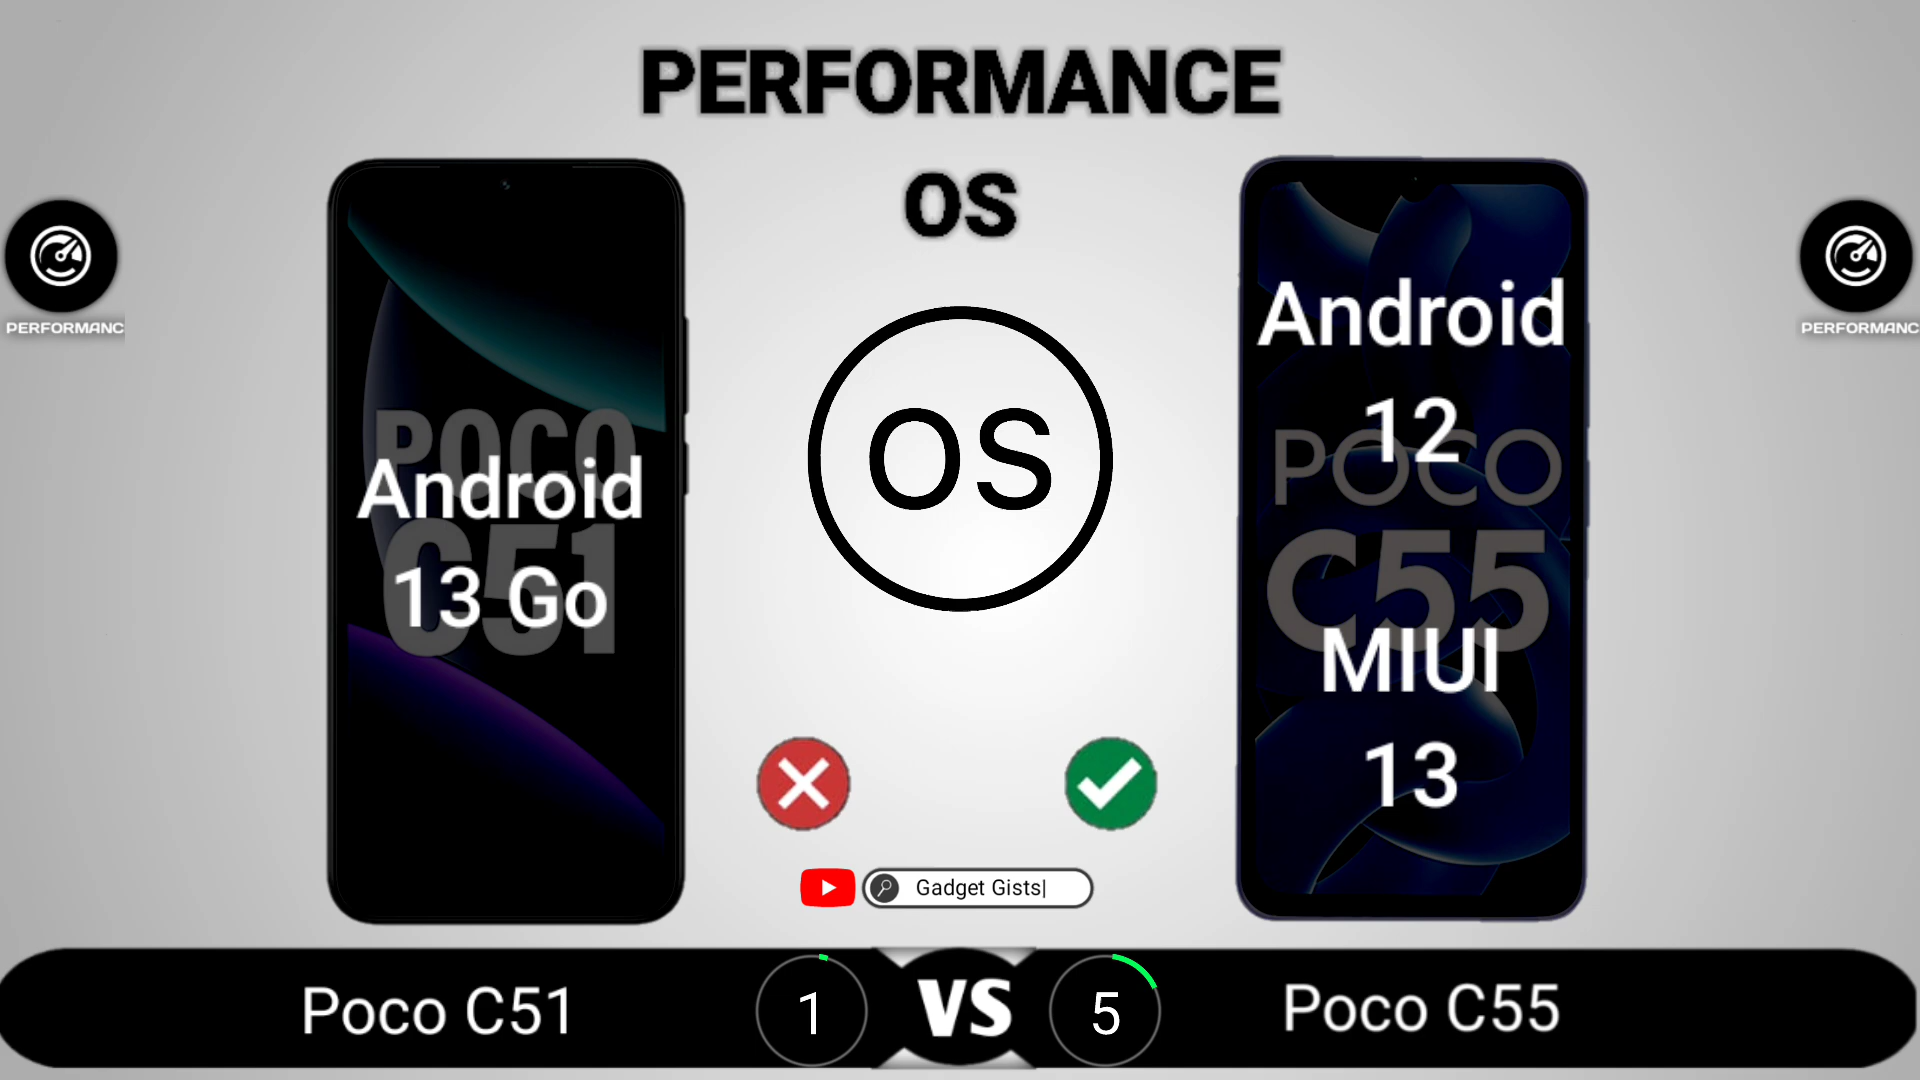 PERFORMANCE
OS
PERFORMANC
PERFORMANC
POCO
C51
Android
13 Go
OS
POCO
C55
Android
12
MIUI
13
Gadget Gists|
Poco C51
1
VS
5
Poco C55